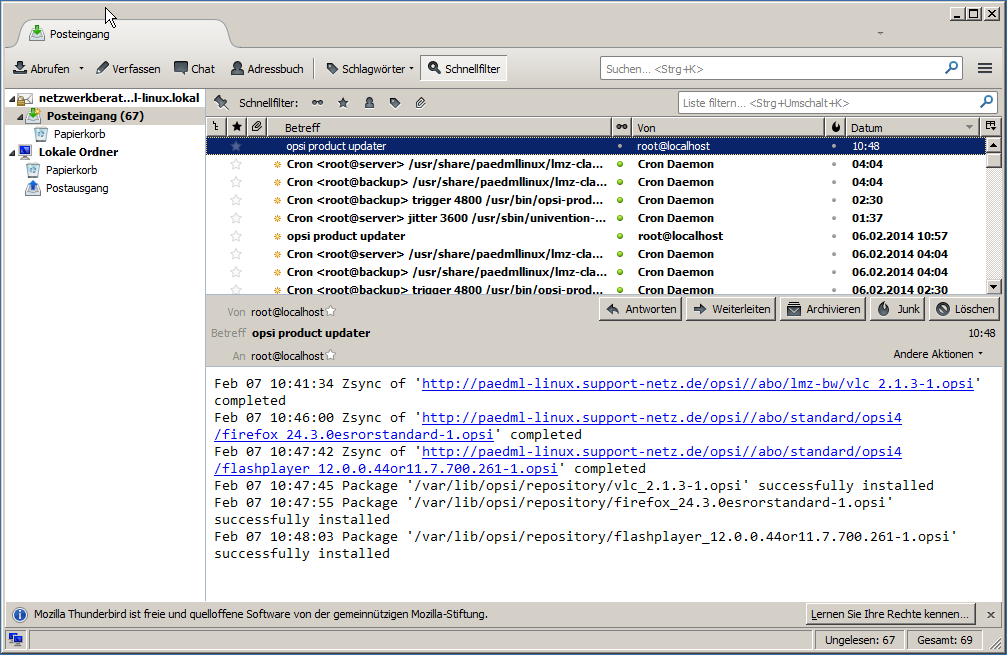 Posteingang
Abrufen Verfassen Chat Adressbuch Schlagwörter Schnellfilter Suchen... <Strg+K>
netzwerkberat...l-linux.lokal
Posteingang (67)
Papierkorb
Lokale Ordner
Papierkorb
Postausgang
Schnellfilter: Liste filtern... <Strg+Umschalt+K>
Betreff Von Datum
opsi product updater root@localhost 10:48
Cron <root@server> /usr/share/paedmllinux/lmz-cla... Cron Daemon 04:04
Cron <root@backup> /usr/share/paedmllinux/lmz-cla... Cron Daemon 04:04
Cron <root@backup> trigger 4800 /usr/bin/opsi-prod... Cron Daemon 02:30
Cron <root@server> jitter 3600 /usr/sbin/univention-... Cron Daemon 01:37
opsi product updater root@localhost 06.02.2014 10:57
Cron <root@server> /usr/share/paedmllinux/lmz-cla... Cron Daemon 06.02.2014 04:04
Cron <root@backup> /usr/share/paedmllinux/lmz-cla... Cron Daemon 06.02.2014 04:04
Cron <root@backup> trigger 4800 /usr/bin/opsi-prod... Cron Daemon 06.02.2014 02:30
Von root@localhost Antworten Weiterleiten Archivieren Junk Löschen
Betreff opsi product updater 10:48
An root@localhost Andere Aktionen
Feb 07 10:41:34 Zsync of 'http://paedml-linux.support-netz.de/opsi//abo/lmz-bw/vlc_2.1.3-1.opsi'
completed
Feb 07 10:46:00 Zsync of 'http://paedml-linux.support-netz.de/opsi//abo/standard/opsi4
/firefox_24.3.0esrorstandard-1.opsi' completed
Feb 07 10:47:42 Zsync of 'http://paedml-linux.support-netz.de/opsi//abo/standard/opsi4
/flashplayer_12.0.0.44or11.7.700.261-1.opsi' completed
Feb 07 10:47:45 Package '/var/lib/opsi/repository/vlc_2.1.3-1.opsi' successfully installed
Feb 07 10:47:55 Package '/var/lib/opsi/repository/firefox_24.3.0esrorstandard-1.opsi'
successfully installed
Feb 07 10:48:03 Package '/var/lib/opsi/repository/flashplayer_12.0.0.44or11.7.700.261-1.opsi'
successfully installed
Mozilla Thunderbird ist freie und quelloffene Software von der gemeinnützigen Mozilla-Stiftung. Lernen Sie Ihre Rechte kennen...
Ungelesen: 67 Gesamt: 69